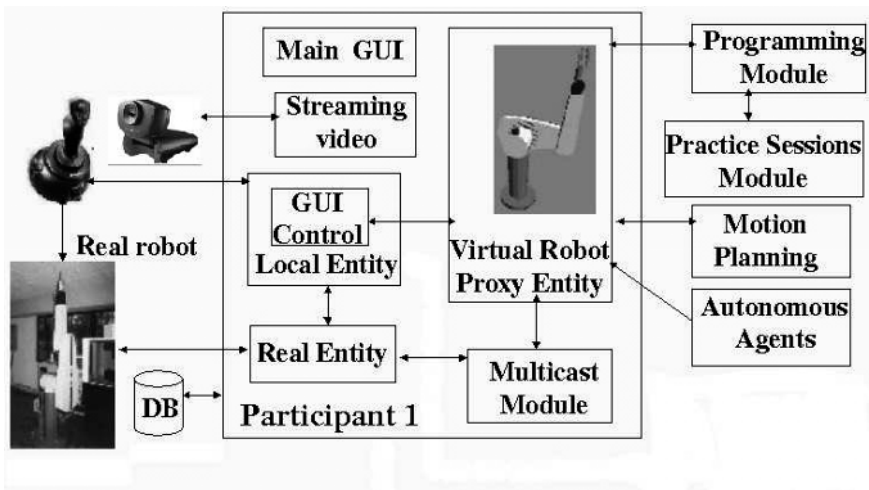 Main GUI
Streaming
video
GUI
Control
Local Entity
Real robot
Real Entity
DB
Participant 1
Virtual Robot
Proxy Entity
Multicast
Module
Programming
Module
Practice Sessions
Module
Motion
Planning
Autonomous
Agents